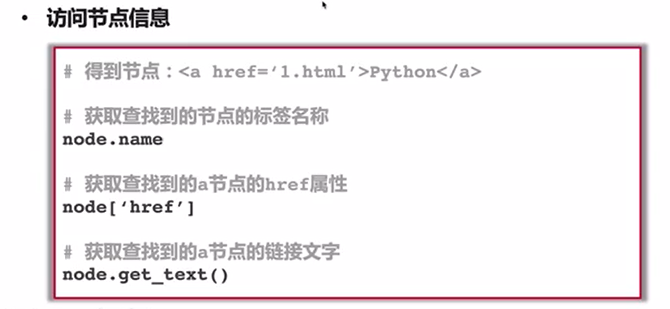 • 访问节点信息
# 得到节点：<a href=‘1.html’>Python</a>
# 获取查找到的节点的标签名称
node.name
# 获取查找到的a节点的href属性
node[‘href’]
# 获取查找到的a节点的链接文字
node.get_text()